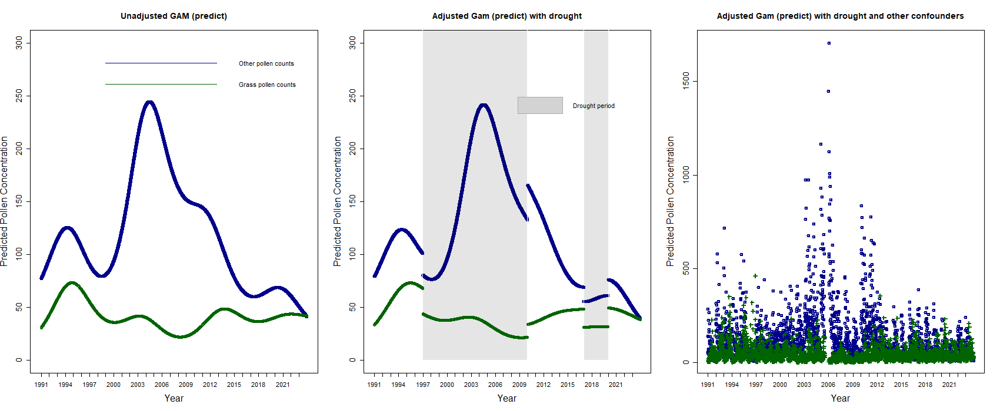 Unadjusted GAM (predict)
Predicted Pollen Concentration
300
250
200
150
100
50
0
Other pollen counts
Grass pollen counts
1991 1994 1997 2000 2003 2006 2009 2012 2015 2018 2021
Year
Adjusted Gam (predict) with drought
Predicted Pollen Concentration
300
250
200
150
100
50
0
Drought period
1991 1994 1997 2000 2003 2006 2009 2012 2015 2018 2021
Year
Adjusted Gam (predict) with drought and other confounders
Predicted Pollen Concentration
1500
1000
500
0
1991 1994 1997 2000 2003 2006 2009 2012 2015 2018 2021
Year